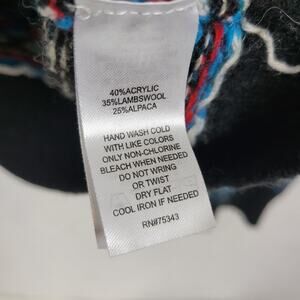 40%ACRYLIC
35%LAMBSWOOL
25%ALPACA
HAND WASH COLD
WITH LIKE COLORS
ONLY NON-CHLORINE
BLEACH WHEN NEEDED
DO NOT WRING
OR TWIST
DRY FLAT
COOL IRON IF NEEDED
RN#75343